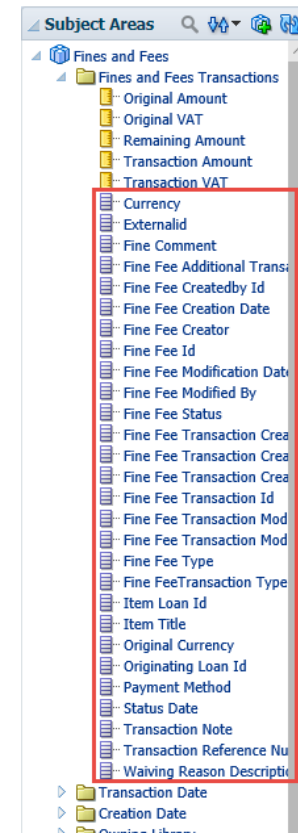 Subject Areas
Fines and Fees
Fines and Fees Transactions
Original Amount
Original VAT
Remaining Amount
Transaction Amount
Transaction VAT
Currency
Externalid
Fine Comment
Fine Fee Additional Transa
Fine Fee Createdby Id
Fine Fee Creation Date
Fine Fee Creator
Fine Fee Id
Fine Fee Modification Date
Fine Fee Modified By
Fine Fee Status
Fine Fee Transaction Crea
Fine Fee Transaction Crea
Fine Fee Transaction Crea
Fine Fee Transaction Id
Fine Fee Transaction Mod
Fine Fee Transaction Mod
Fine Fee Type
Fine FeeTransaction Type
Item Loan Id
Item Title
Original Currency
Originating Loan Id
Payment Method
Status Date
Transaction Note
Transaction Reference Nu
Waiving Reason Descriptio
Transaction Date
Creation Date
Owning Library